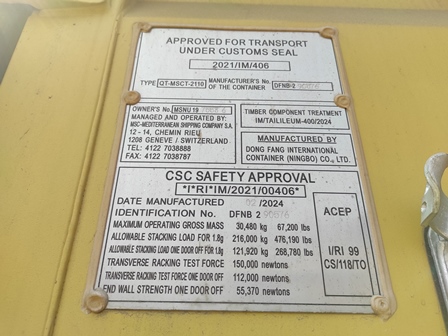 APPROVED FOR TRANSPORT
UNDER CUSTOMS SEAL
2021/IM/406
TYPE QT-MSCT-2110 MANUFACTURER'S NO. OF THE CONTAINER DFNB 2
OWNER'S No. MSNU 19
MANAGED AND OPERATED BY:
MSC-MEDITERRANEAN SHIPPING COMPANY S.A.
12 - 14, CHEMIN RIEU
1208 GENEVE / SWITZERLAND
TEL: 4122 7038888
FAX: 4122 7038787
TIMBER COMPONENT TREATMENT
IM/TAILILEUM-400/2024
MANUFACTURED BY
DONG FANG INTERNATIONAL
CONTAINER (NINGBO) CO., LTD.
CSC SAFETY APPROVAL
*I*RI*IM/2021/00406*
DATE MANUFACTURED /2024
IDENTIFICATION No. DFNB 2
MAXIMUM OPERATING GROSS MASS 30,480 kg 67,200 lbs
ALLOWABLE STACKING LOAD FOR 1.8g 216,000 kg 476,190 lbs
ALLOWABLE STACKING LOAD ONE DOOR OFF FOR 1.8g 121,920 kg 268,780 lbs
TRANSVERSE RACKING TEST FORCE 150,000 newtons
TRANSVERSE RACKING TEST FORCE ONE DOOR OFF 112,000 newtons
END WALL STRENGTH ONE DOOR OFF 55,370 newtons
ACEP
I/RI 99
CS/118/TO